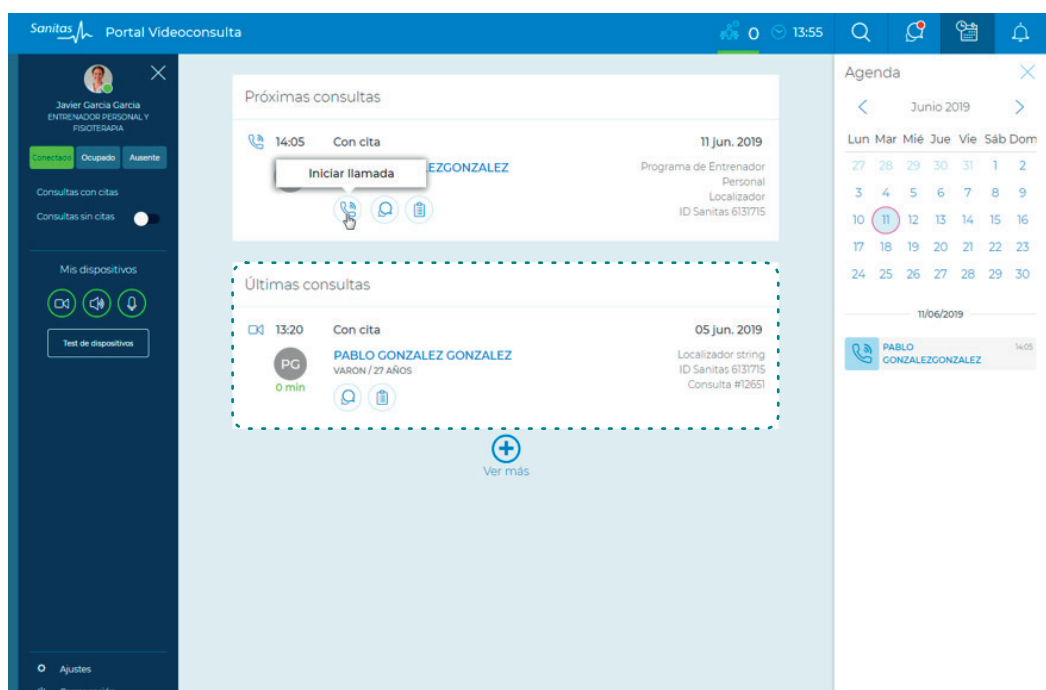 Sanitas Portal Videoconsulta
0 13:55
Javier Garcia Garcia
ENTRENADOR PERSONAL Y
FISIOTERAPIA
Conectado Ocupado Ausente
Consultas con citas
Consultas sin citas
Mis dispositivos
Test de dispositivos
Ajustes
Próximas consultas
14:05 Con cita 11 jun. 2019
Iniciar llamada EZGONZALEZ
Programa de Entrenador
Personal
Localizador
ID Sanitas 6131715
Últimas consultas
13:20 Con cita 05 jun. 2019
PG
PABLO GONZALEZ GONZALEZ
VARON / 27 AÑOS
0 min
Localizador string
ID Sanitas 6131715
Consulta #12651
Ver más
Agenda
Junio 2019
Lun Mar Mié Jue Vie Sáb Dom
27 28 29 30 31 1 2
3 4 5 6 7 8 9
10 11 12 13 14 15 16
17 18 19 20 21 22 23
24 25 26 27 28 29 30
11/06/2019
PABLO 14:05
GONZALEZGONZALEZ